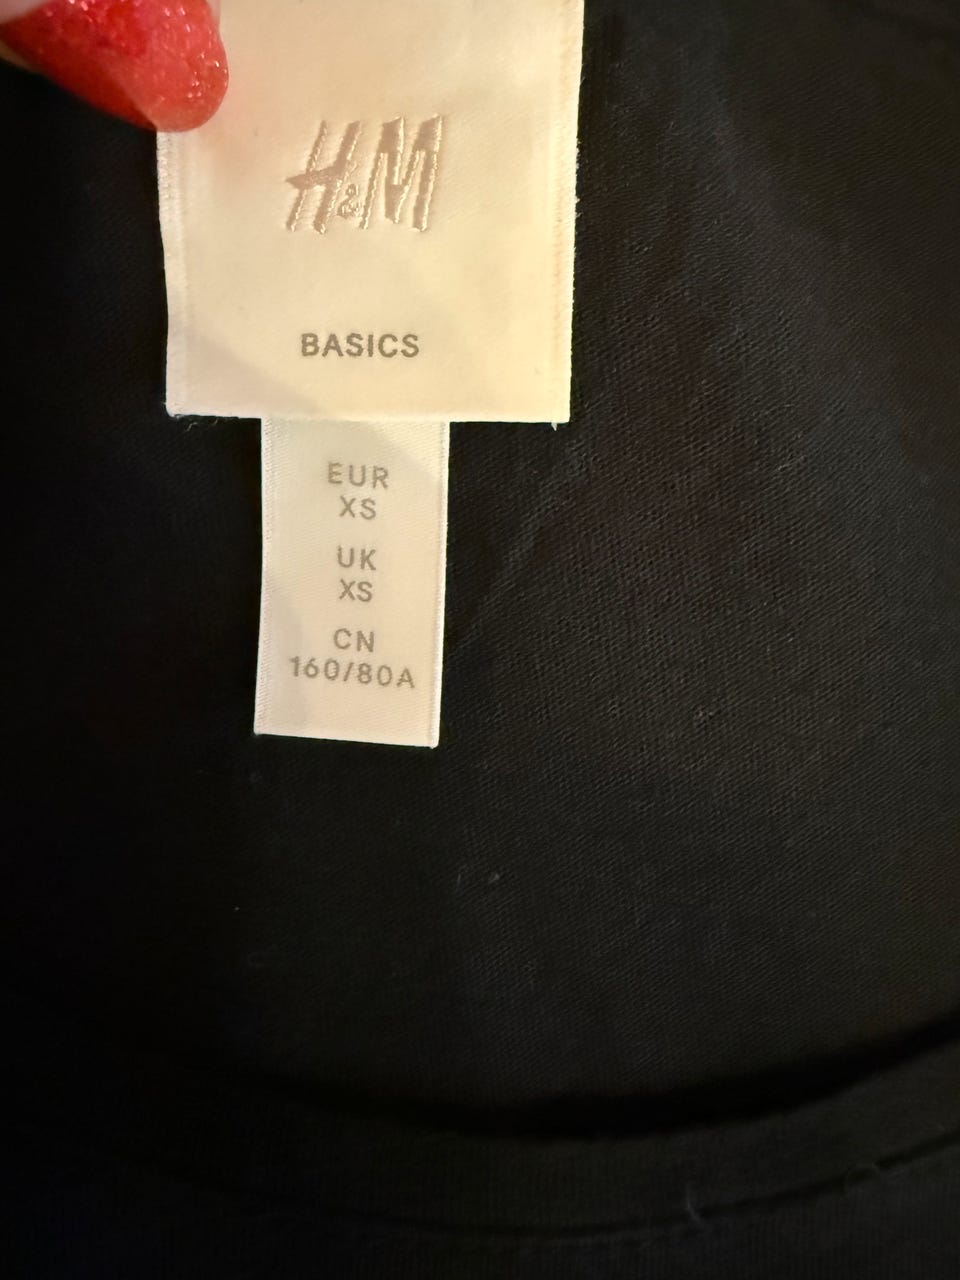 H&M
BASICS
EUR
XS
UK
XS
CN
160/80A